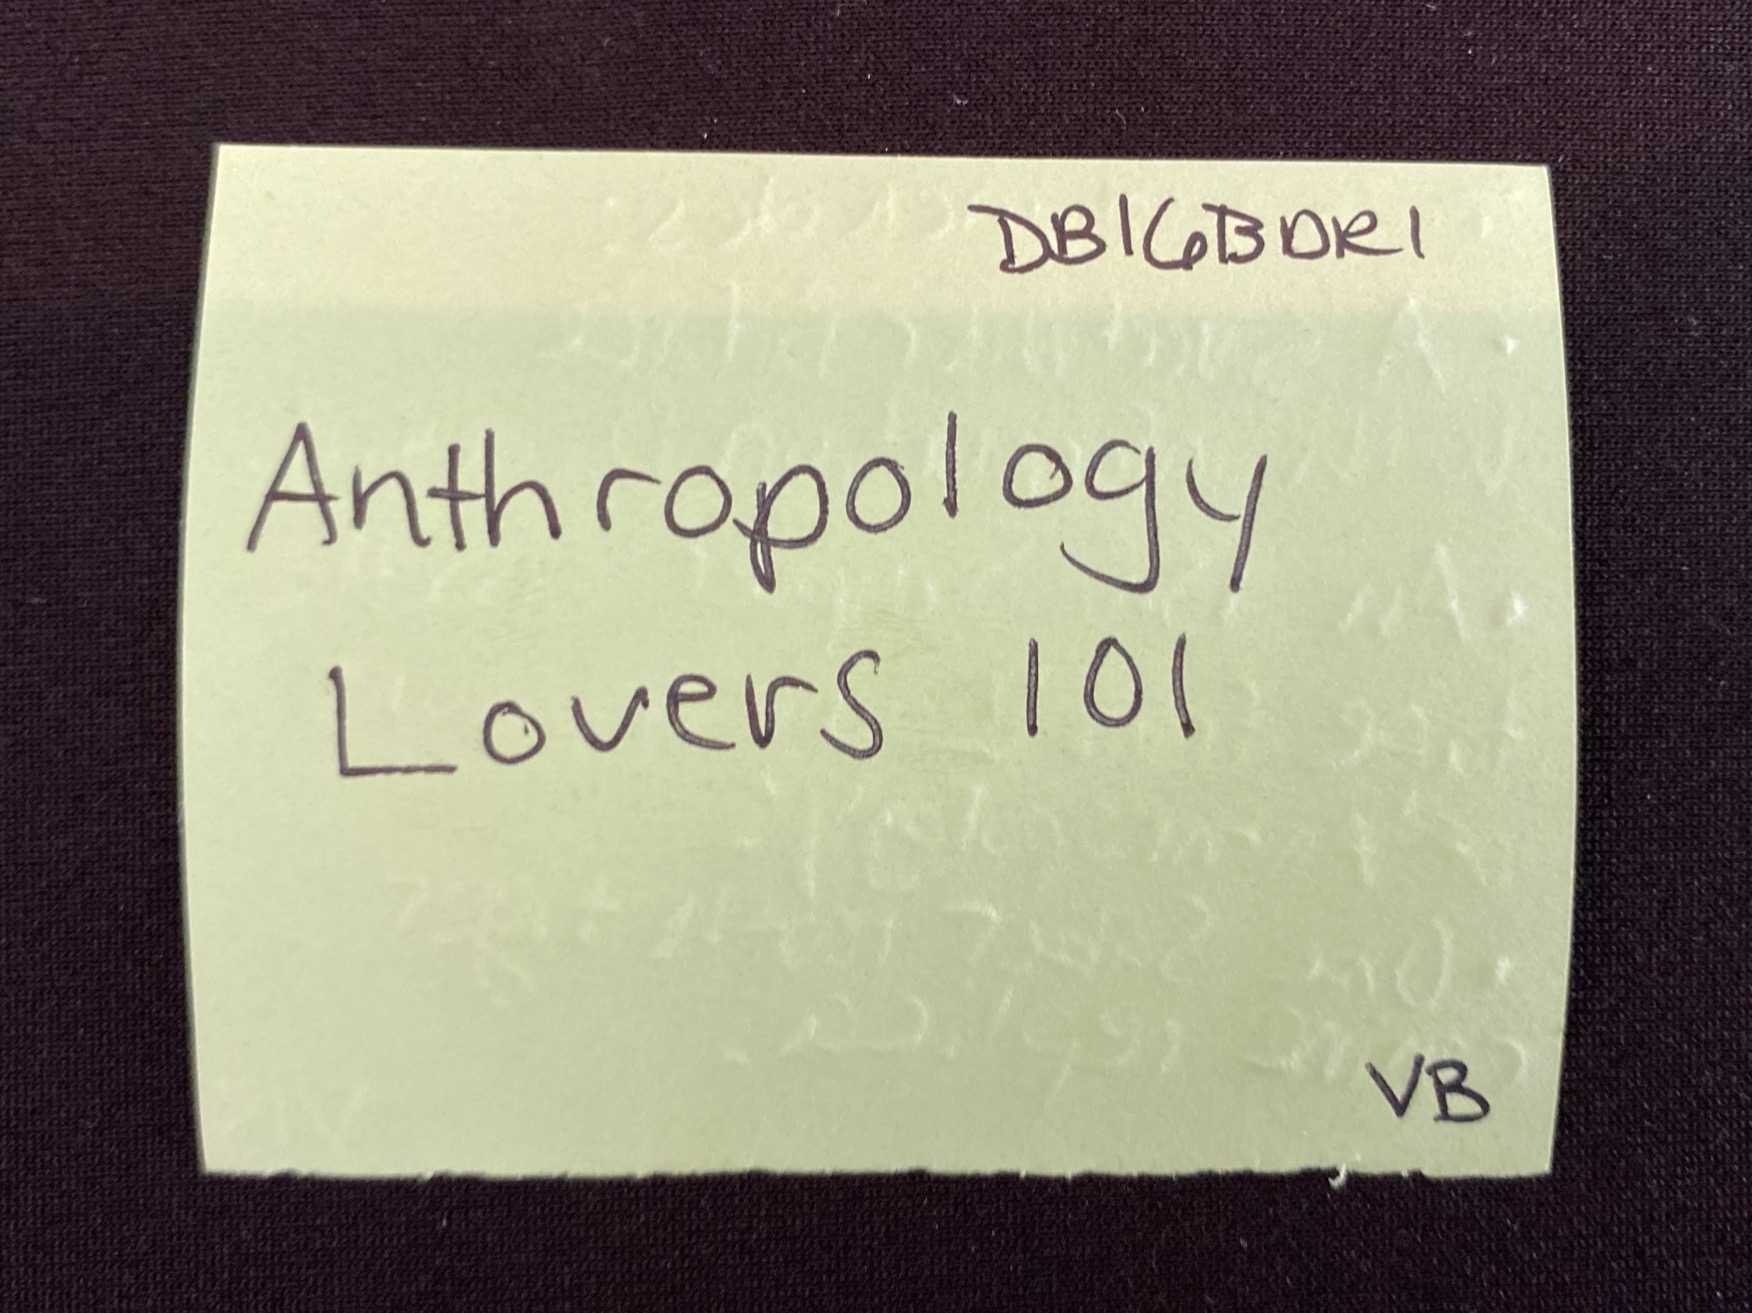 DB16BDR1
Anthropology
Lovers 101
VB